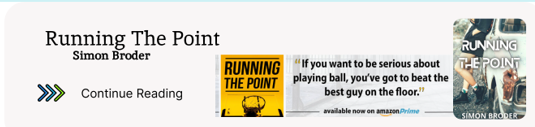 Running The Point
Simon Broder
Continue Reading
RUNNING
THE POINT
“If you want to be serious about
playing ball, you’ve got to beat the
best guy on the floor.”
available now on amazonPrime
RUNNING
THE POINT
SIMON BRODER